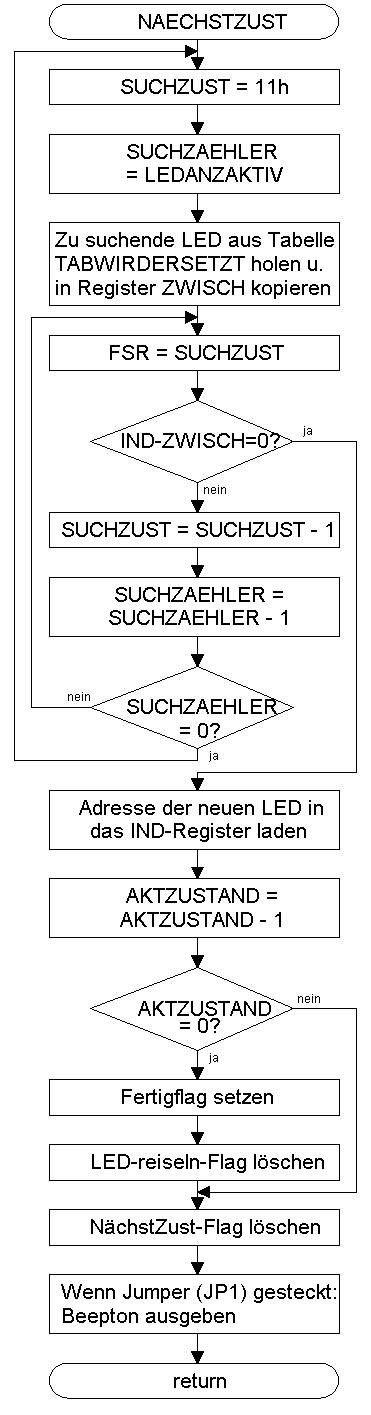 NAECHSTZUST
SUCHZUST = 11h
SUCHZAEHLER
= LEDANZAKTIV
Zu suchende LED aus Tabelle
TABWIRDERSETZT holen u.
in Register ZWISCH kopieren
FSR = SUCHZUST
IND-ZWISCH=0?
ja
nein
SUCHZUST = SUCHZUST - 1
SUCHZAEHLER =
SUCHZAEHLER - 1
nein
SUCHZAEHLER
= 0?
ja
Adresse der neuen LED in
das IND-Register laden
AKTZUSTAND =
AKTZUSTAND - 1
AKTZUSTAND
= 0?
nein
ja
Fertigflag setzen
LED-reiseln-Flag löschen
NächstZust-Flag löschen
Wenn Jumper (JP1) gesteckt:
Beepton ausgeben
return